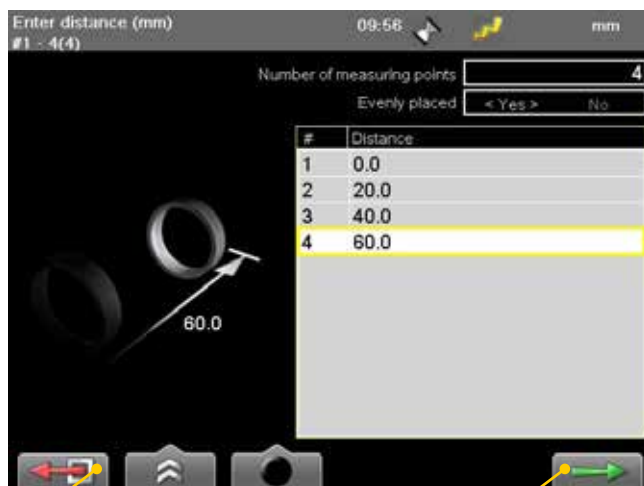 Enter distance (mm) 09:56 mm
#1 - 4(4)
Number of measuring points 4
Evenly placed < Yes > No
# Distance
1 0.0
2 20.0
3 40.0
4 60.0
60.0